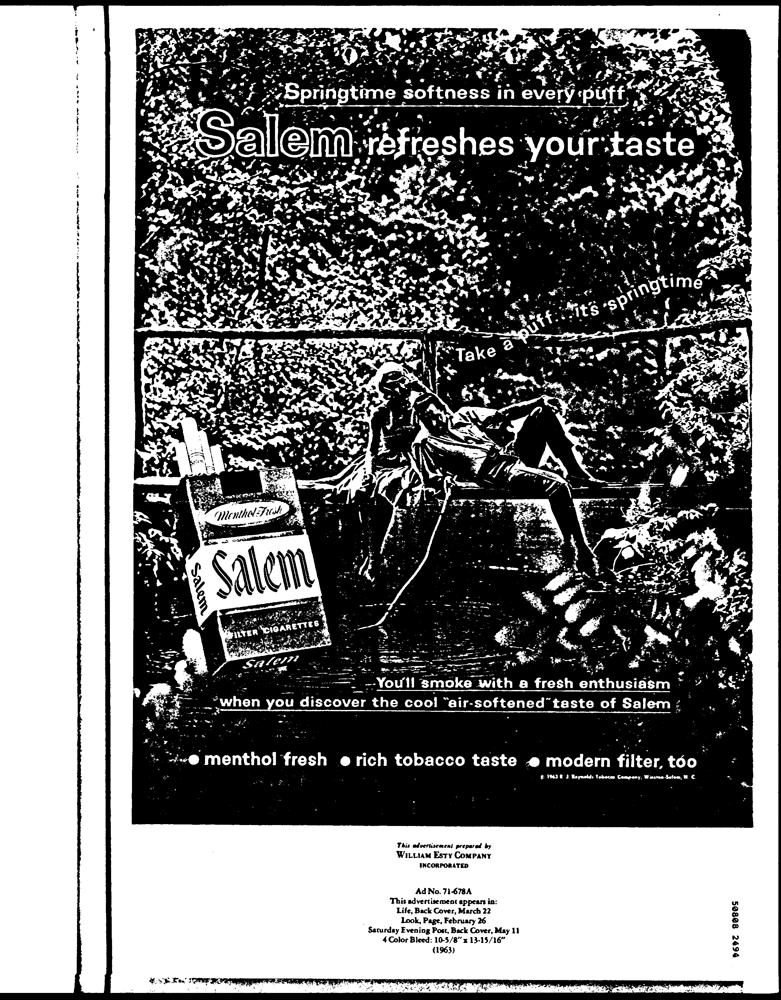 Springtime softness in every puff
Salem refreshes your taste
Take a puff...it's springtime
Menthol-Fresh
Salem
Salem
FILTER CIGARETTES
Salem
You'll smoke with a fresh enthusiasm
when you discover the cool "air-softened" taste of Salem
• menthol fresh • rich tobacco taste • modern filter, too
© 1963 R. J. Reynolds Tobacco Company, Winston-Salem, N. C.
This advertisement prepared by
WILLIAM ESTY COMPANY
INCORPORATED
Ad No. 71-678A
This advertisement appears in:
Life, Back Cover, March 22
Look, Page, February 26
Saturday Evening Post, Back Cover, May 11
4 Color Bleed: 10-5/8" x 13-15/16"
(1963)
50808 2494